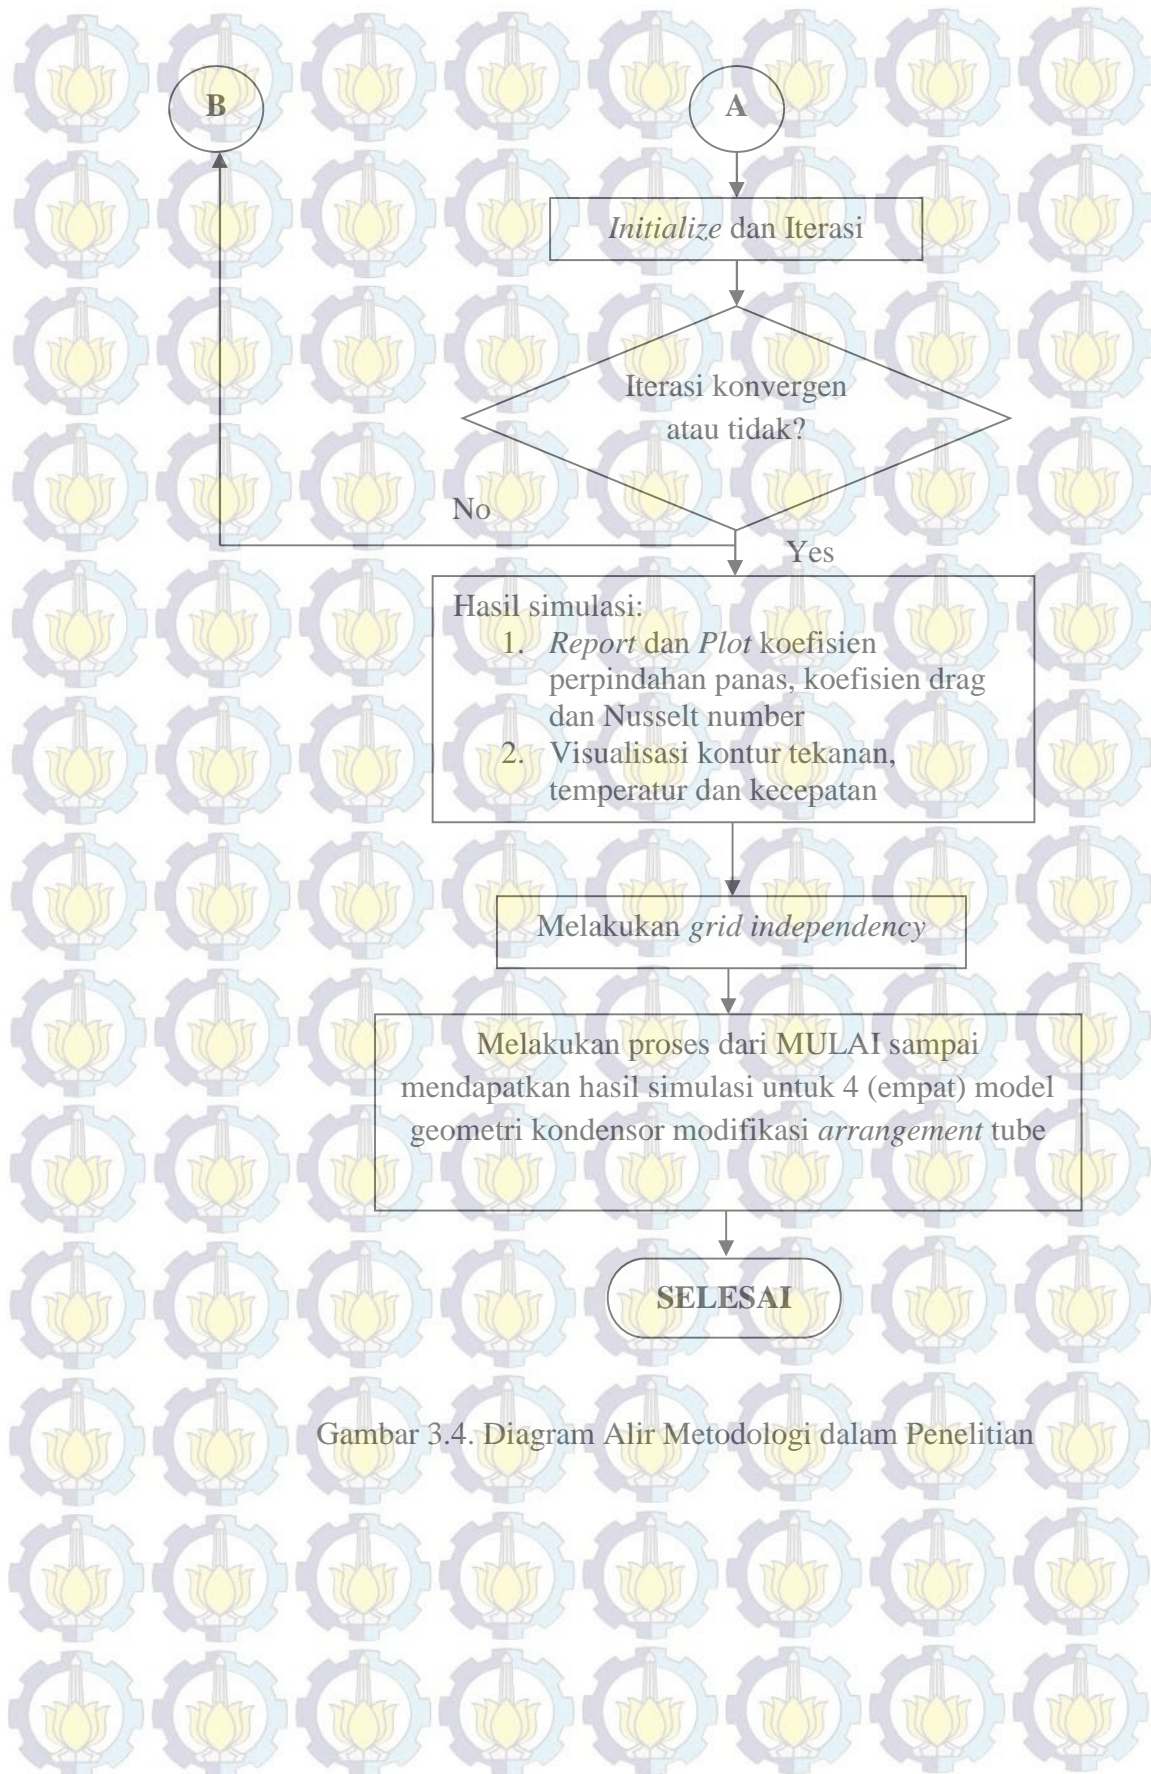 B
A
Initialize dan Iterasi
Iterasi konvergen
atau tidak?
No
Yes
Hasil simulasi:
1. Report dan Plot koefisien
perpindahan panas, koefisien drag
dan Nusselt number
2. Visualisasi kontur tekanan,
temperatur dan kecepatan
Melakukan grid independency
Melakukan proses dari MULAI sampai
mendapatkan hasil simulasi untuk 4 (empat) model
geometri kondensor modifikasi arrangement tube
SELESAI
Gambar 3.4. Diagram Alir Metodologi dalam Penelitian